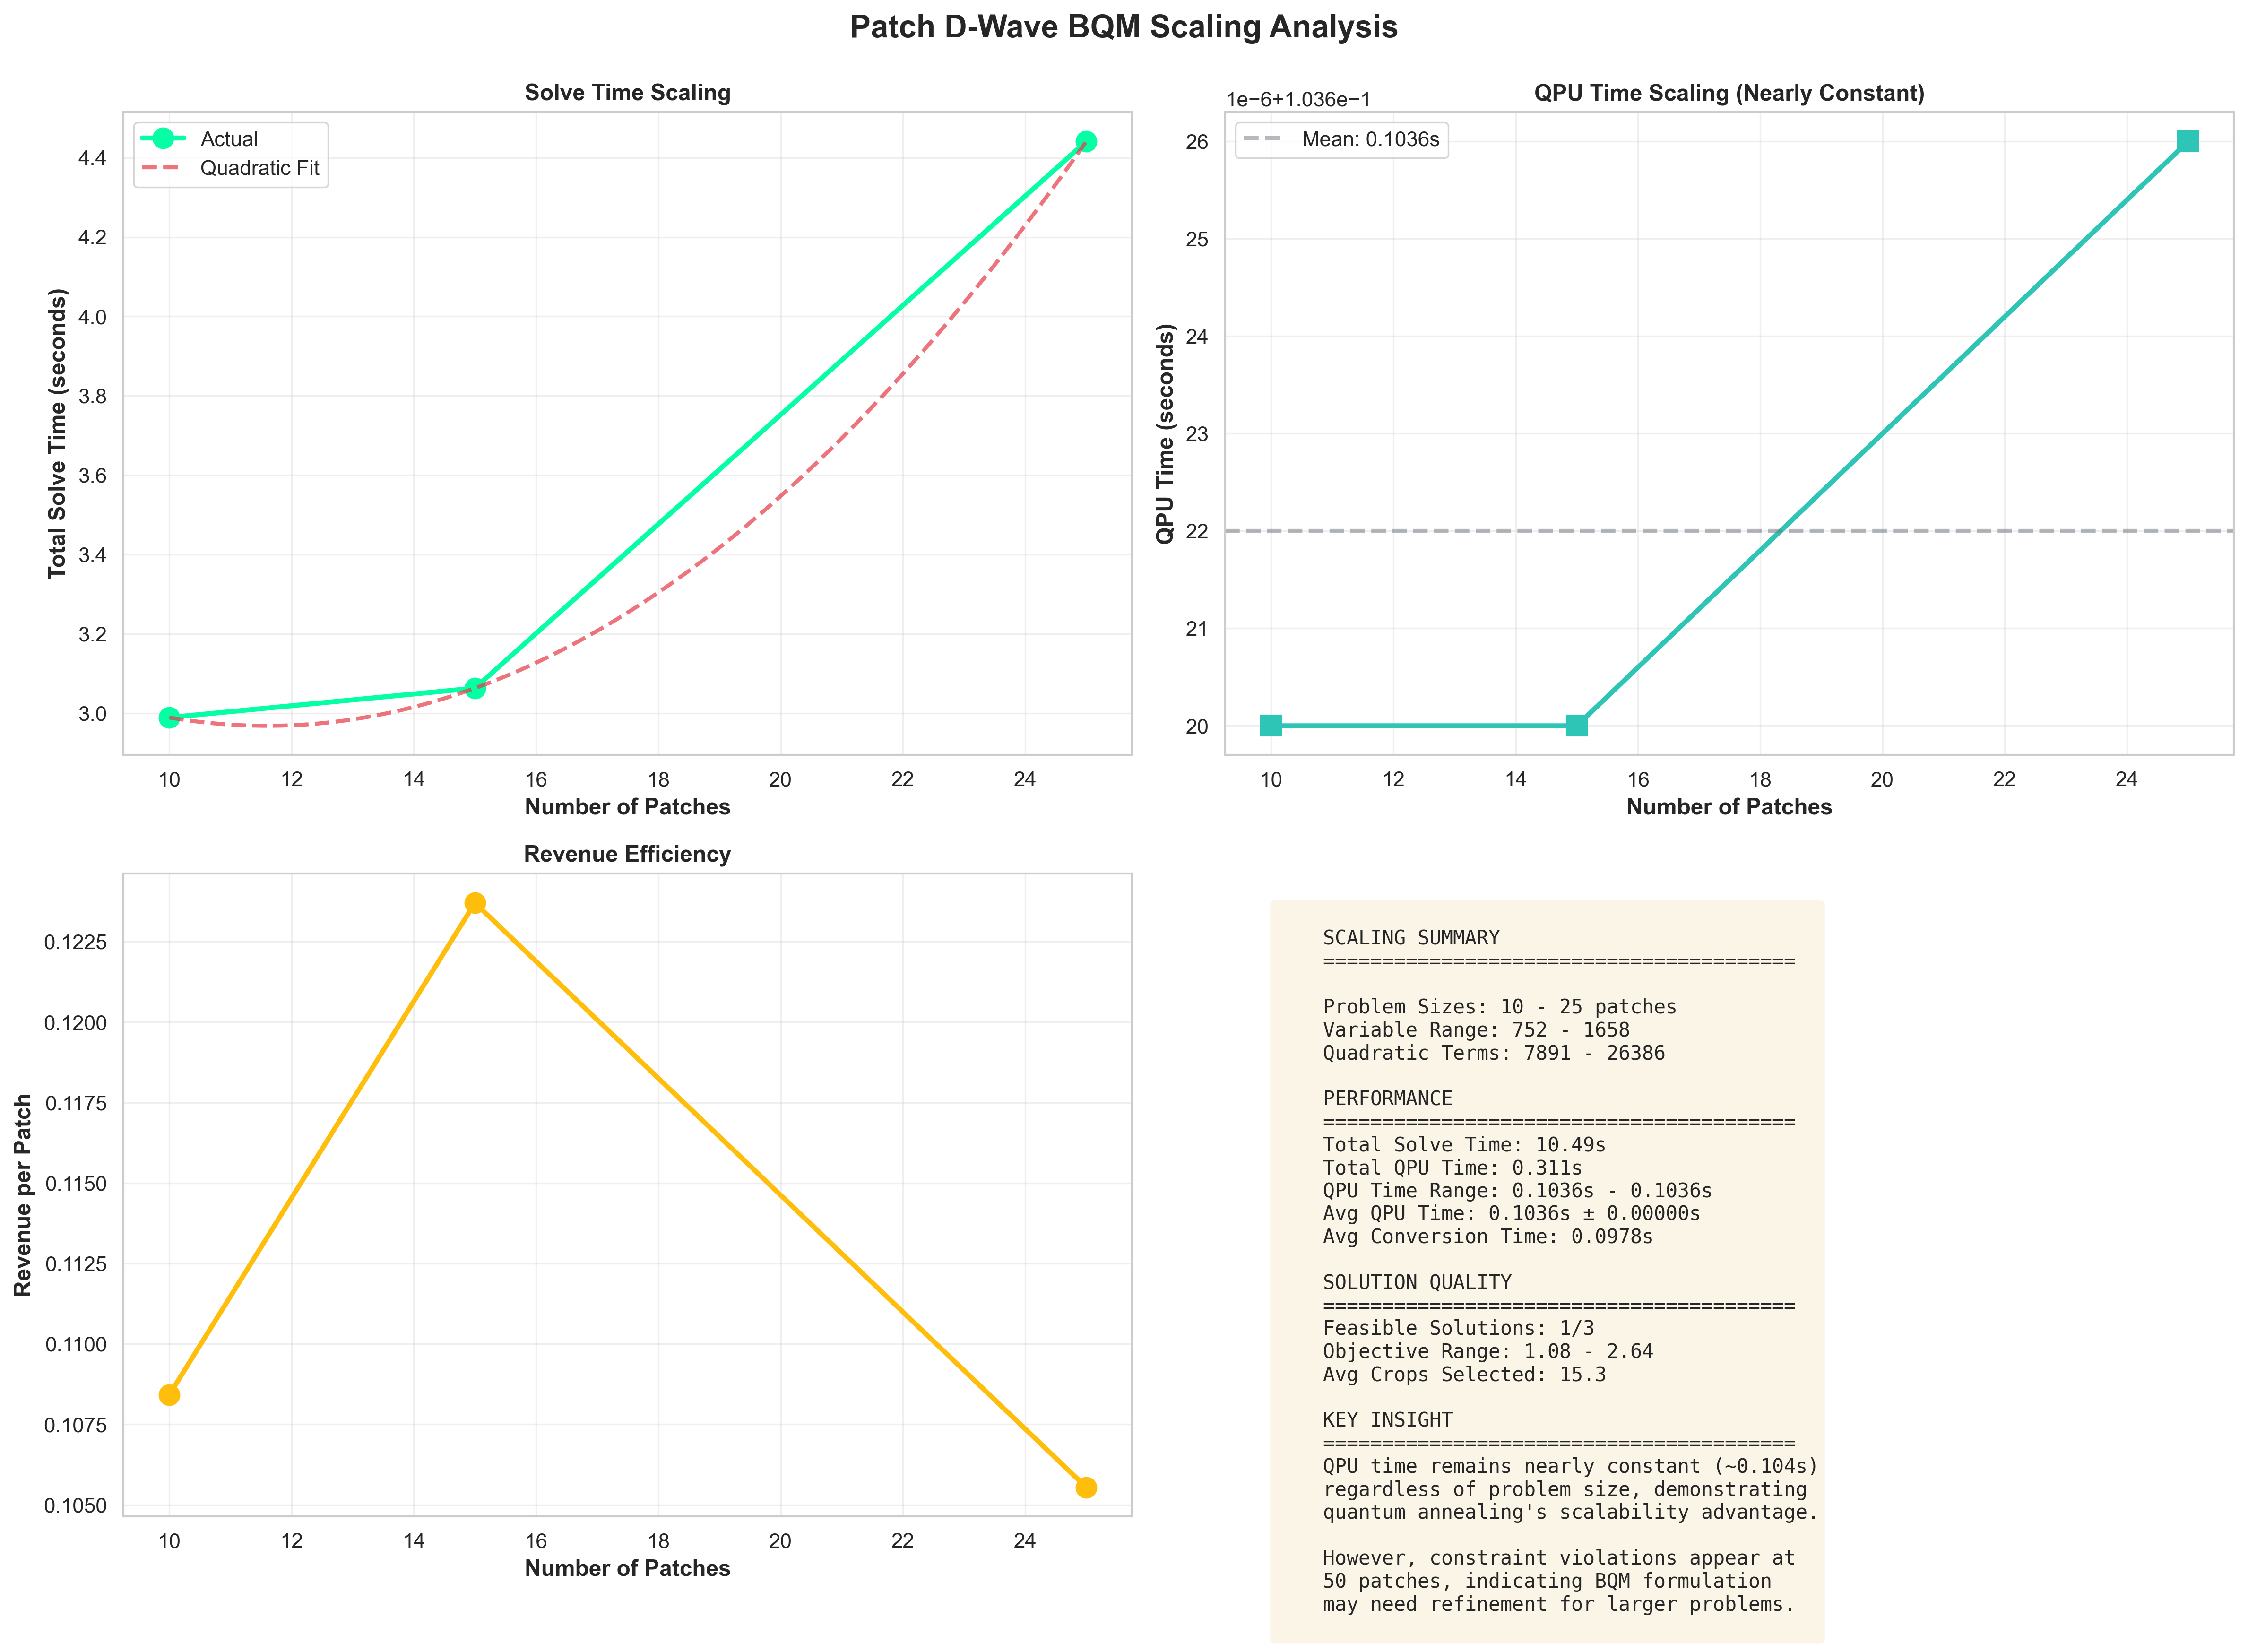 Patch D-Wave BQM Scaling Analysis
Solve Time Scaling
Actual
Quadratic Fit
4.4
4.2
4.0
3.8
3.6
3.4
3.2
3.0
Total Solve Time (seconds)
10 12 14 16 18 20 22 24
Number of Patches
QPU Time Scaling (Nearly Constant)
1e−6+1.036e−1
Mean: 0.1036s
26
25
24
23
22
21
20
QPU Time (seconds)
10 12 14 16 18 20 22 24
Number of Patches
Revenue Efficiency
0.1225
0.1200
0.1175
0.1150
0.1125
0.1100
0.1075
0.1050
Revenue per Patch
10 12 14 16 18 20 22 24
Number of Patches
SCALING SUMMARY
========================================
Problem Sizes: 10 - 25 patches
Variable Range: 752 - 1658
Quadratic Terms: 7891 - 26386
PERFORMANCE
========================================
Total Solve Time: 10.49s
Total QPU Time: 0.311s
QPU Time Range: 0.1036s - 0.1036s
Avg QPU Time: 0.1036s ± 0.00000s
Avg Conversion Time: 0.0978s
SOLUTION QUALITY
========================================
Feasible Solutions: 1/3
Objective Range: 1.08 - 2.64
Avg Crops Selected: 15.3
KEY INSIGHT
========================================
QPU time remains nearly constant (~0.104s)
regardless of problem size, demonstrating
quantum annealing's scalability advantage.
However, constraint violations appear at
50 patches, indicating BQM formulation
may need refinement for larger problems.